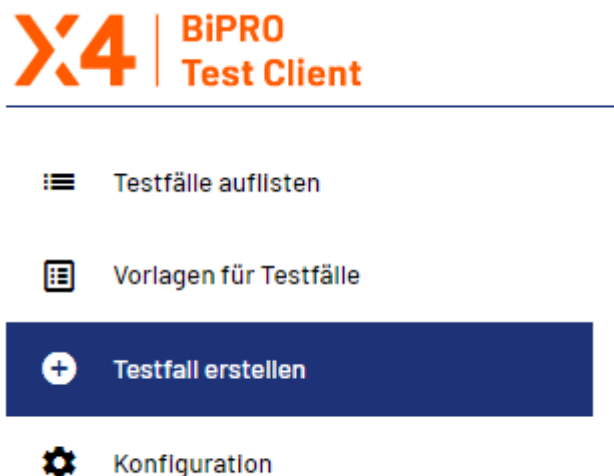 X4 BiPRO
Test Client
Testfälle auflisten
Vorlagen für Testfälle
Testfall erstellen
Konfiguration